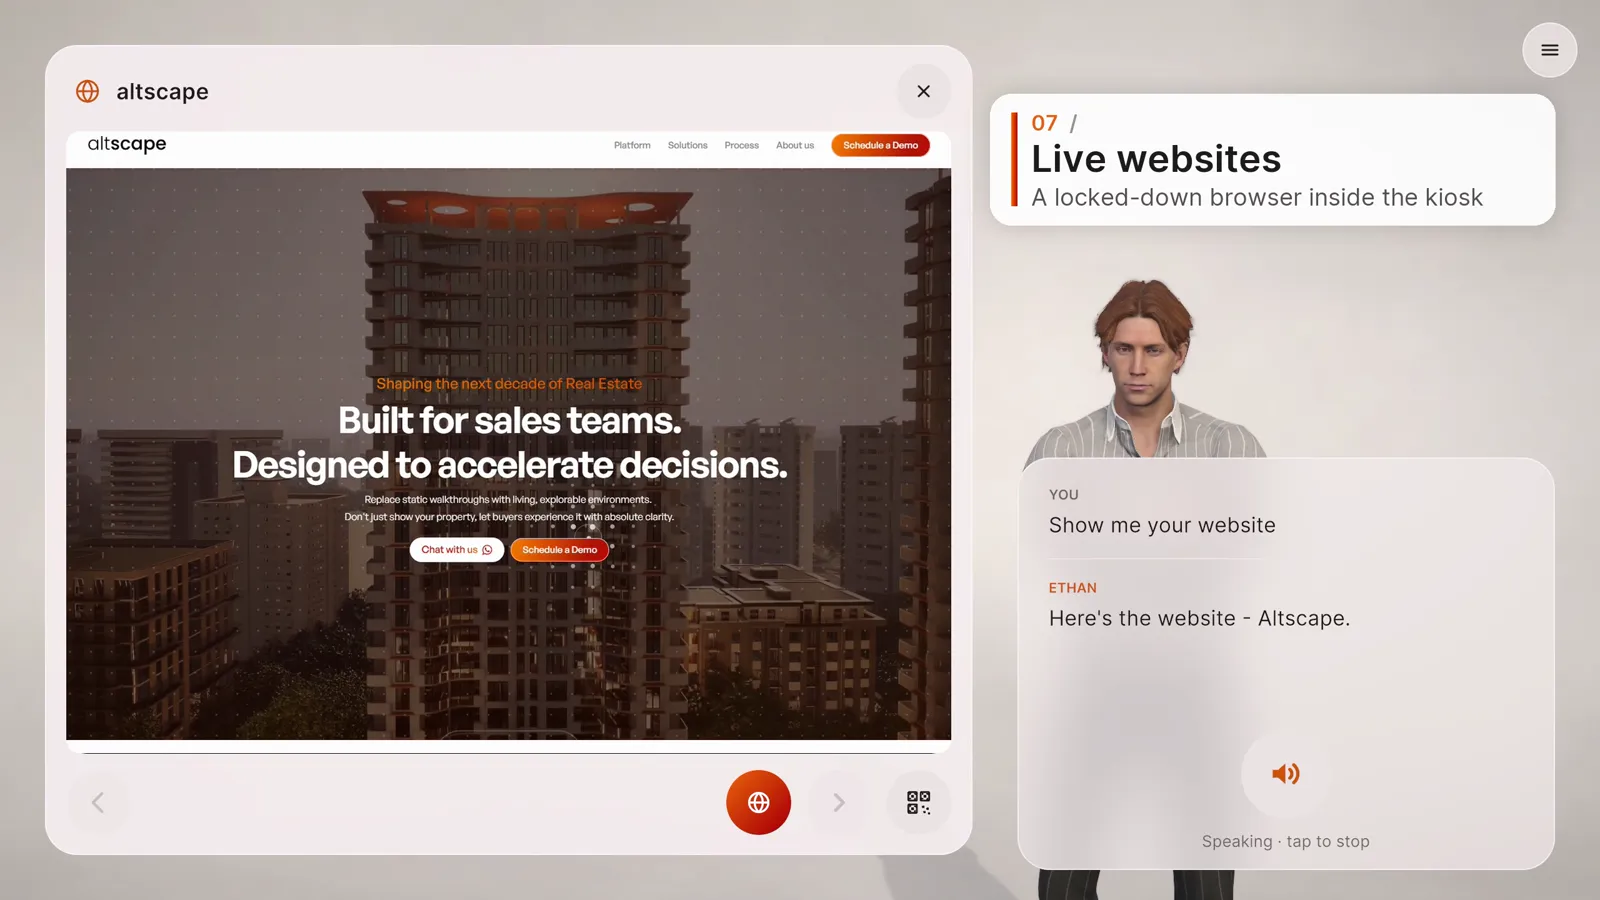 altscape
altscape
Platform Solutions Process About us Schedule a Demo
Shaping the next decade of Real Estate
Built for sales teams.
Designed to accelerate decisions.
Replace static walkthroughs with living, explorable environments.
Don't just show your property, let buyers experience it with absolute clarity.
Chat with us Schedule a Demo
07 /
Live websites
A locked-down browser inside the kiosk
YOU
Show me your website
ETHAN
Here's the website - Altscape.
Speaking · tap to stop